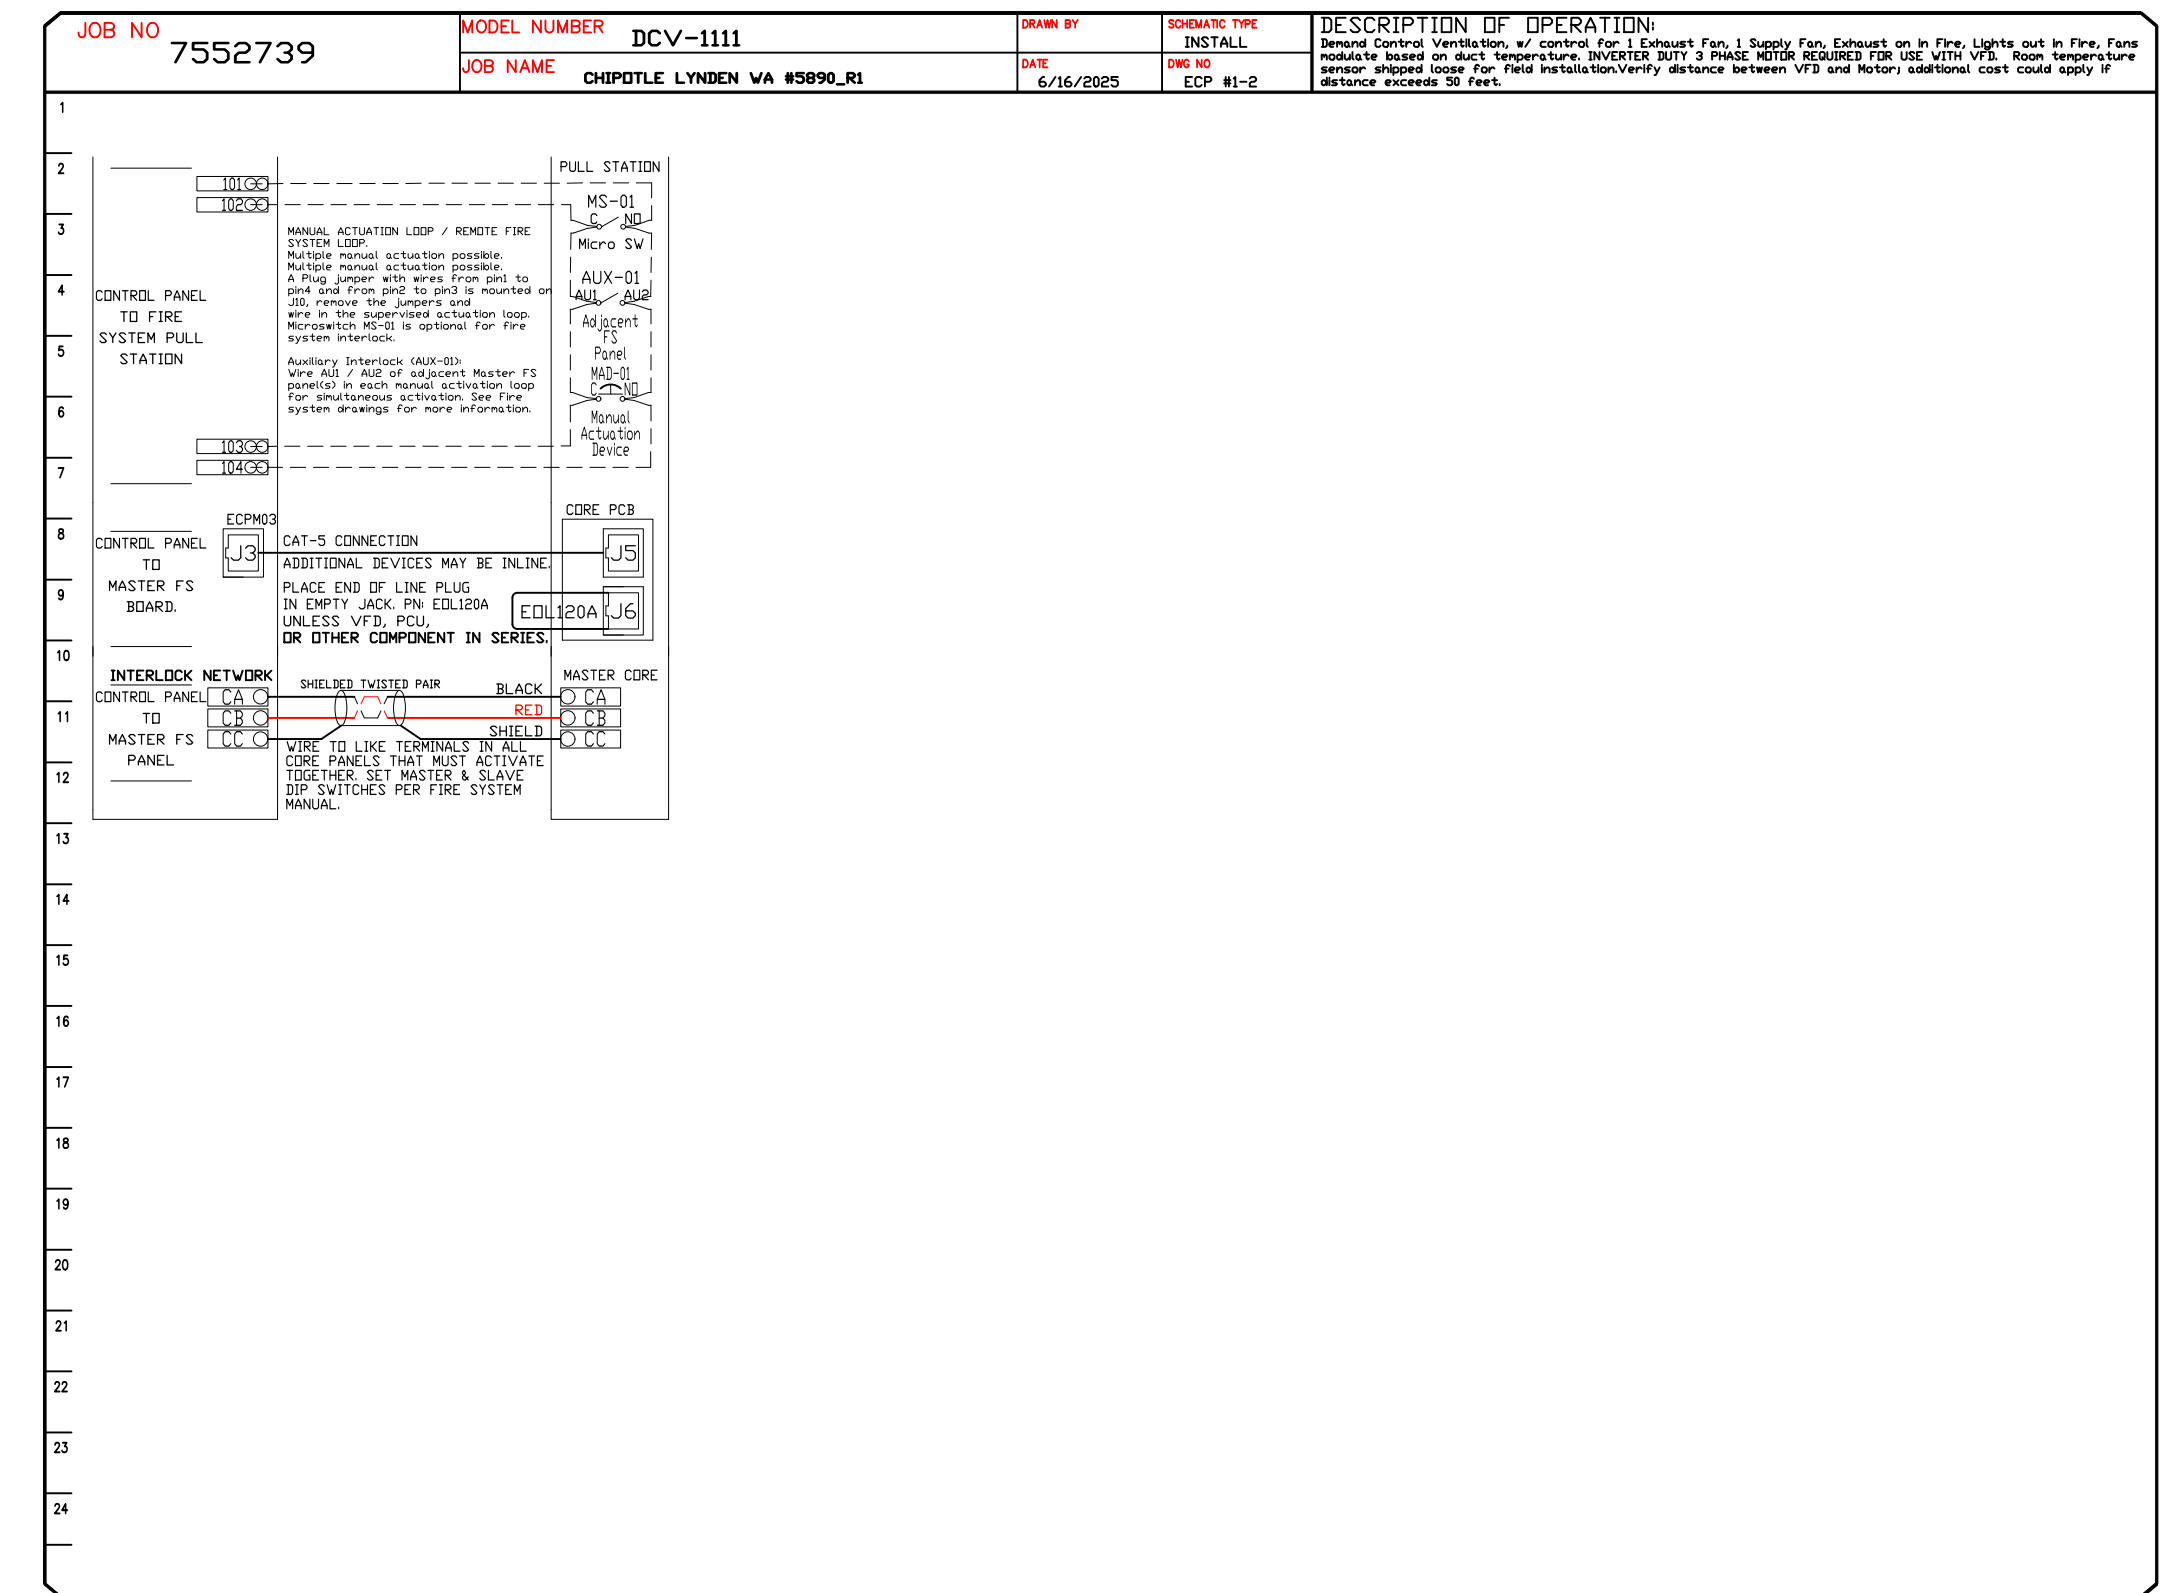 JOB NO
7552739
MODEL NUMBER
DCV-1111
JOB NAME
CHIPOTLE LYNDEN WA #5890_R1
DRAWN BY
DATE
6/16/2025
SCHEMATIC TYPE
INSTALL
DWG NO
ECP #1-2
DESCRIPTION OF OPERATION:
Demand Control Ventilation, w/ control for 1 Exhaust Fan, 1 Supply Fan, Exhaust on in Fire, Lights out in Fire, Fans
modulate based on duct temperature. INVERTER DUTY 3 PHASE MOTOR REQUIRED FOR USE WITH VFD. Room temperature
sensor shipped loose for field installation.Verify distance between VFD and Motor; additional cost could apply if
distance exceeds 50 feet.
1
2
3
4
5
6
7
8
9
10
11
12
13
14
15
16
17
18
19
20
21
22
23
24
CONTROL PANEL
TO FIRE
SYSTEM PULL
STATION
101
102
103
104
MANUAL ACTUATION LOOP / REMOTE FIRE
SYSTEM LOOP.
Multiple manual actuation possible.
Multiple manual actuation possible.
A Plug jumper with wires from pin1 to
pin4 and from pin2 to pin3 is mounted on
J10, remove the jumpers and
wire in the supervised actuation loop.
Microswitch MS-01 is optional for fire
system interlock.
Auxiliary Interlock (AUX-01):
Wire AU1 / AU2 of adjacent Master FS
panel(s) in each manual activation loop
for simultaneous activation. See Fire
system drawings for more information.
PULL STATION
MS-01
C NO
Micro SW
AUX-01
AU1 AU2
Adjacent
FS
Panel
MAD-01
C NO
Manual
Actuation
Device
CONTROL PANEL
TO
MASTER FS
BOARD.
ECPM03
J3
CAT-5 CONNECTION
ADDITIONAL DEVICES MAY BE INLINE.
PLACE END OF LINE PLUG
IN EMPTY JACK. PN: EOL120A
UNLESS VFD, PCU,
OR OTHER COMPONENT IN SERIES.
CORE PCB
J5
EOL120A J6
INTERLOCK NETWORK
CONTROL PANEL
TO
MASTER FS
PANEL
CA
CB
CC
SHIELDED TWISTED PAIR
BLACK
RED
SHIELD
MASTER CORE
CA
CB
CC
WIRE TO LIKE TERMINALS IN ALL
CORE PANELS THAT MUST ACTIVATE
TOGETHER. SET MASTER & SLAVE
DIP SWITCHES PER FIRE SYSTEM
MANUAL.